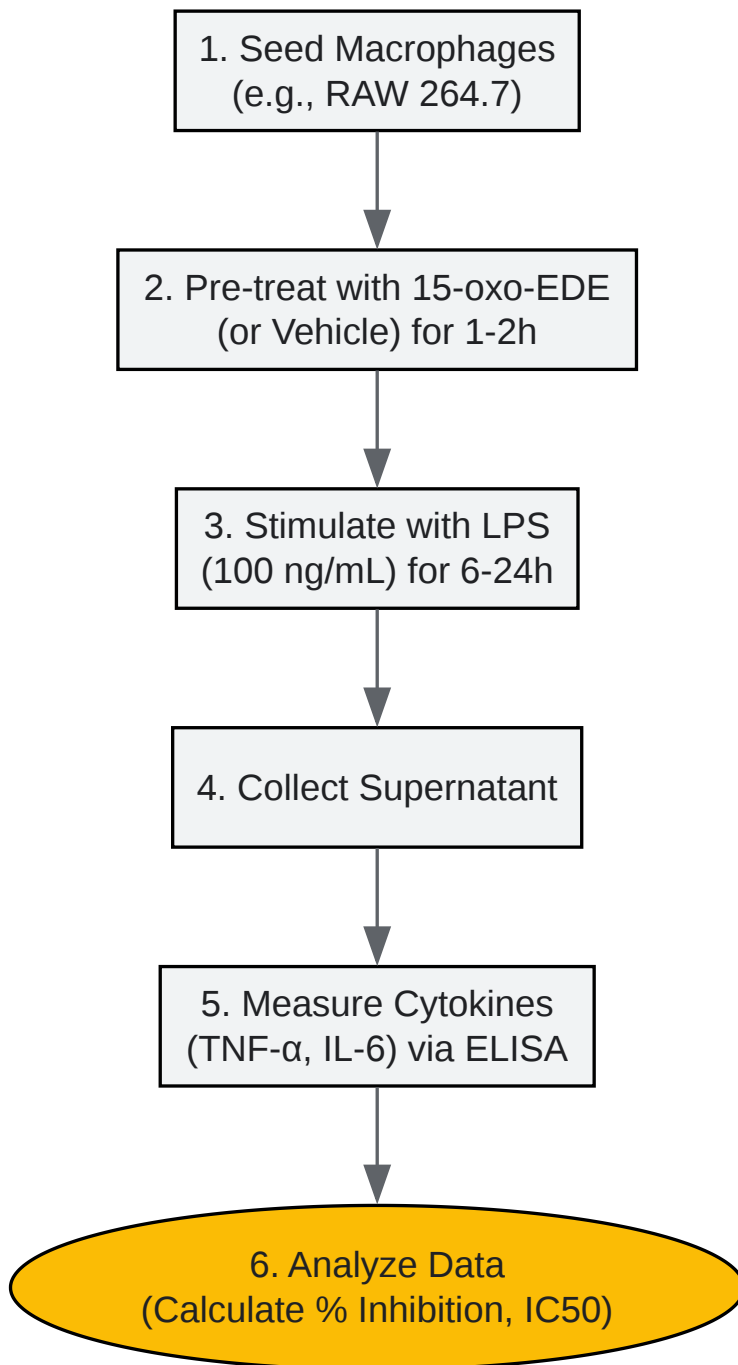 1. Seed Macrophages
(e.g., RAW 264.7)
2. Pre-treat with 15-oxo-EDE
(or Vehicle) for 1-2h
3. Stimulate with LPS
(100 ng/mL) for 6-24h
4. Collect Supernatant
5. Measure Cytokines
(TNF-α, IL-6) via ELISA
6. Analyze Data
(Calculate % Inhibition, IC50)